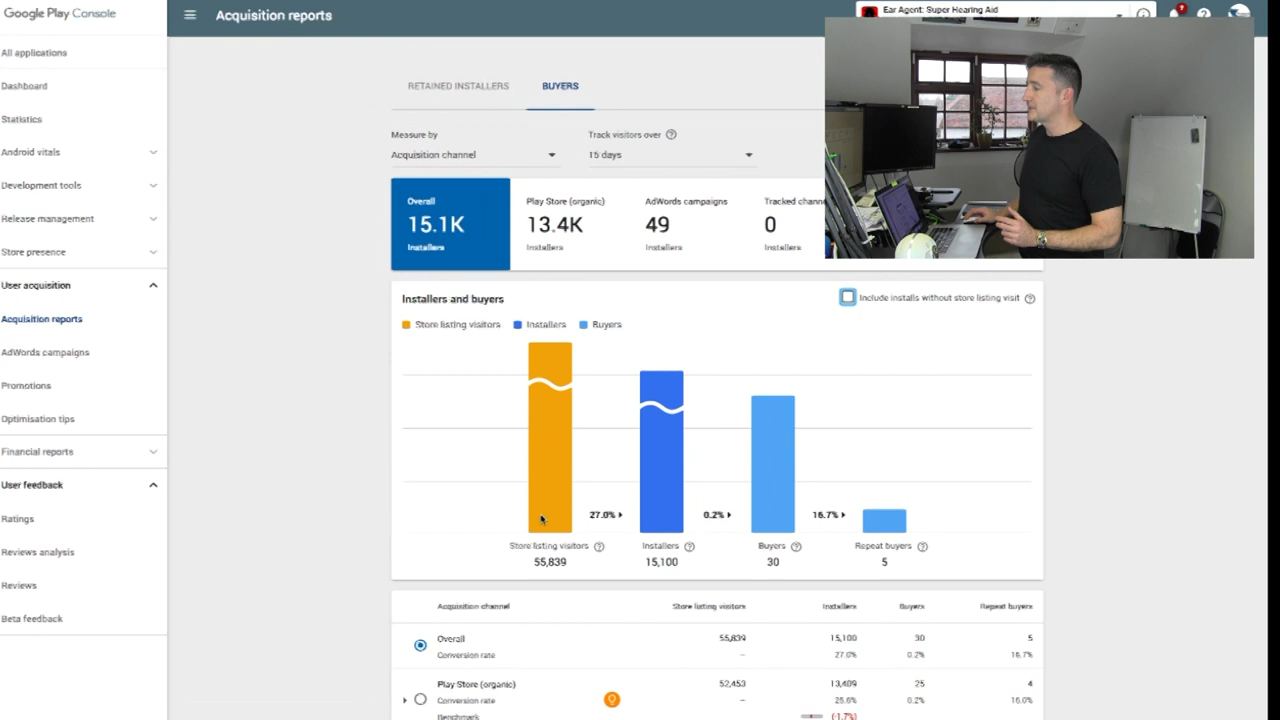 Google Play Console
Acquisition reports
Ear Agent: Super Hearing Aid
All applications
Dashboard
Statistics
Android vitals
Development tools
Release management
Store presence
User acquisition
Acquisition reports
AdWords campaigns
Promotions
Optimisation tips
Financial reports
User feedback
Ratings
Reviews analysis
Reviews
Beta feedback
RETAINED INSTALLERS BUYERS
Measure by Track visitors over
Acquisition channel 15 days
Overall Play Store (organic) AdWords campaigns Tracked
15.1K 13.4K 49 0
Installers Installers Installers Installers
Installers and buyers
Include installs without store listing visit
Store listing visitors Installers Buyers
27.0% 0.2% 16.7%
Store listing visitors Installers Buyers Repeat buyers
55,839 15,100 30 5
Acquisition channel Store listing visitors Installers Buyers Repeat buyers
Overall 55,839 15,100 30 5
Conversion rate – 27.0% 0.2% 16.7%
Play Store (organic) 52,453 13,409 25 4
Conversion rate – 25.6% 0.2% 16.0%
Benchmark (-1.7%)